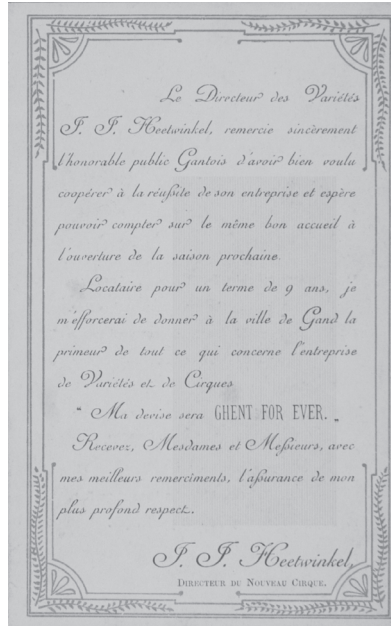 Le Directeur des Variétés
F. F. Heetwinkel, remercie sincèrement
l'honorable public Gantois d'avoir bien voulu
coopérer à la réußite de son entreprise et espère
pouvoir compter sur le même bon accueil à
l'ouverture de la saison prochaine.
Locataire pour un terme de 9 ans, je
m'efforcerai de donner à la ville de Gand la
primeur de tout ce qui concerne l'entreprise
de Variétés et de Cirques
“ Ma devise sera GHENT FOR EVER. „
Recevez, Mesdames et Meßieurs, avec
mes meilleurs remerciments, l'aßurance de mon
plus profond respect.
F. F. Heetwinkel,
DIRECTEUR DU NOUVEAU CIRQUE.